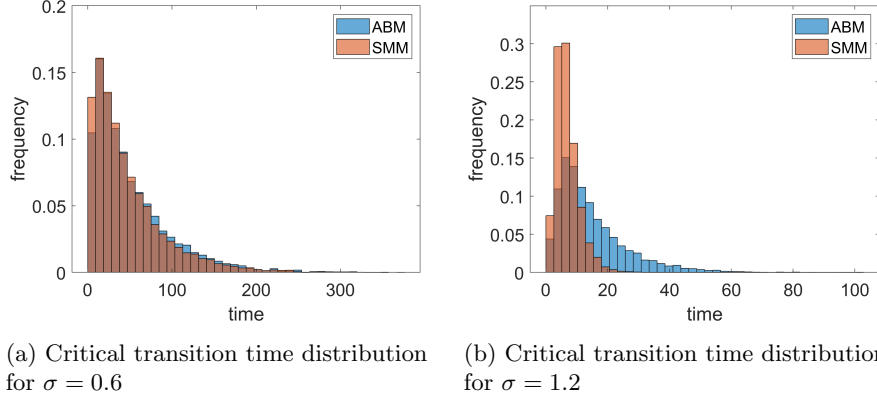 0.2
0.15
0.1
0.05
0
frequency
0 100 200 300
time
ABM
SMM
0.3
0.25
0.2
0.15
0.1
0.05
0
frequency
0 20 40 60 80 100
time
ABM
SMM
(a) Critical transition time distribution
for σ = 0.6
(b) Critical transition time distribution
for σ = 1.2